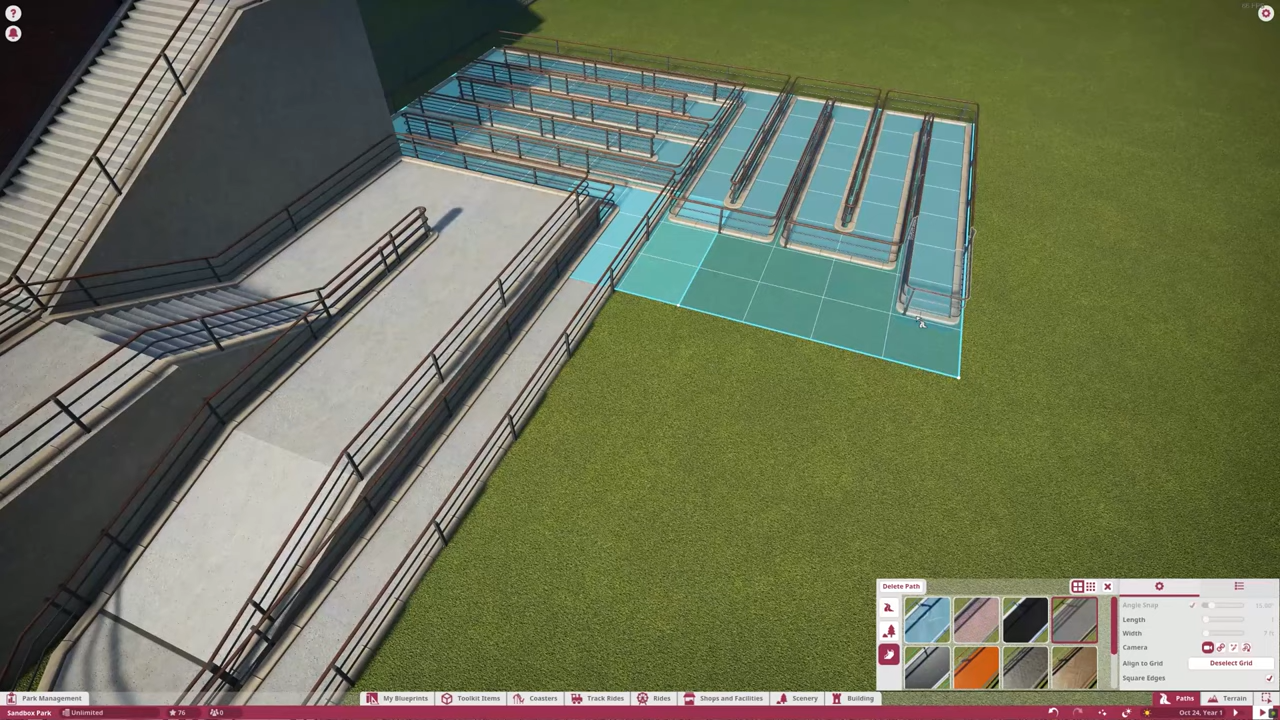 ?
Delete Path
Angle Snap
Length
Width
Camera
Align to Grid
Deselect Grid
Square Edges
Park Management
My Blueprints
Toolkit Items
Coasters
Track Rides
Rides
Shops and Facilities
Scenery
Building
Paths
Terrain
Sandbox Park
Unlimited
76
0
Oct 24, Year 1